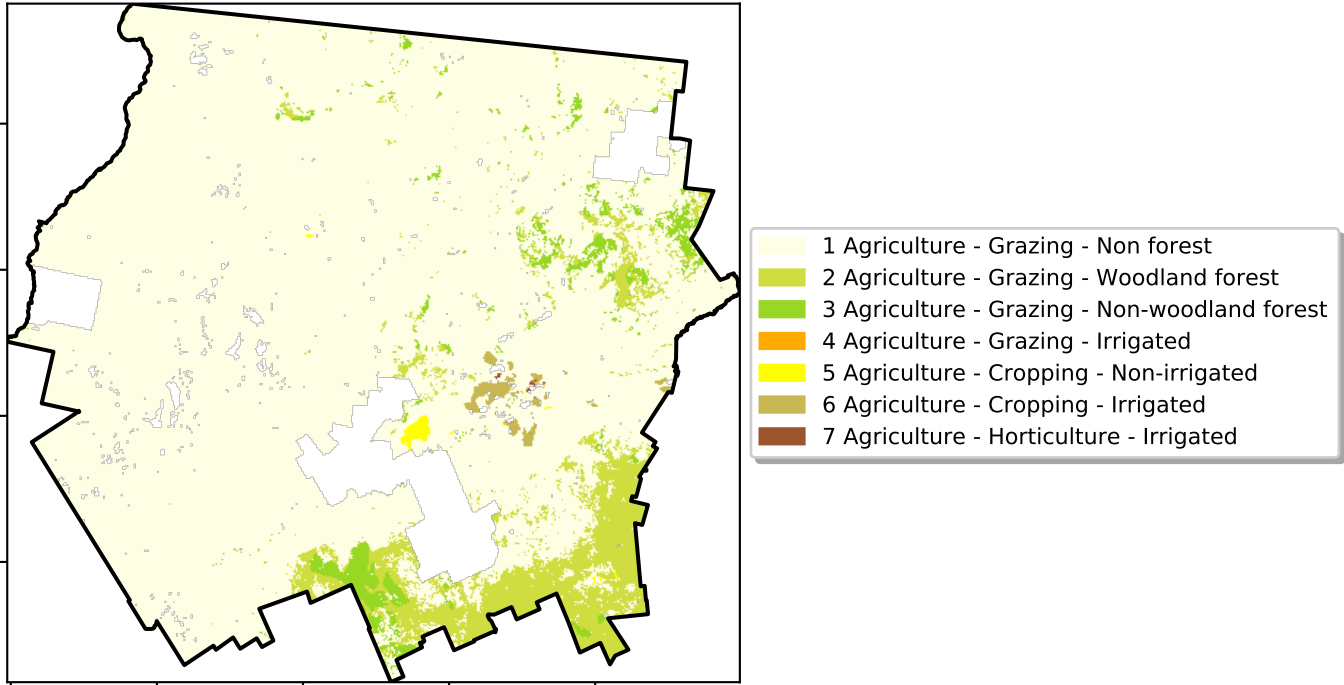 1 Agriculture - Grazing - Non forest
2 Agriculture - Grazing - Woodland forest
3 Agriculture - Grazing - Non-woodland forest
4 Agriculture - Grazing - Irrigated
5 Agriculture - Cropping - Non-irrigated
6 Agriculture - Cropping - Irrigated
7 Agriculture - Horticulture - Irrigated